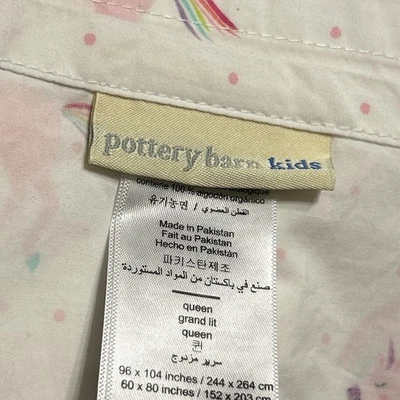 pottery barn kids
contiene 100 % algodón orgánico
유기농면 / القطن العضوي
Made in Pakistan
Fait au Pakistan
Hecho en Pakistán
파키스탄제조
صنع في باكستان من المواد المستوردة
queen
grand lit
queen
퀸
سرير مزدوج
96 x 104 inches / 244 x 264 cm
60 x 80 inches / 152 x 203 cm